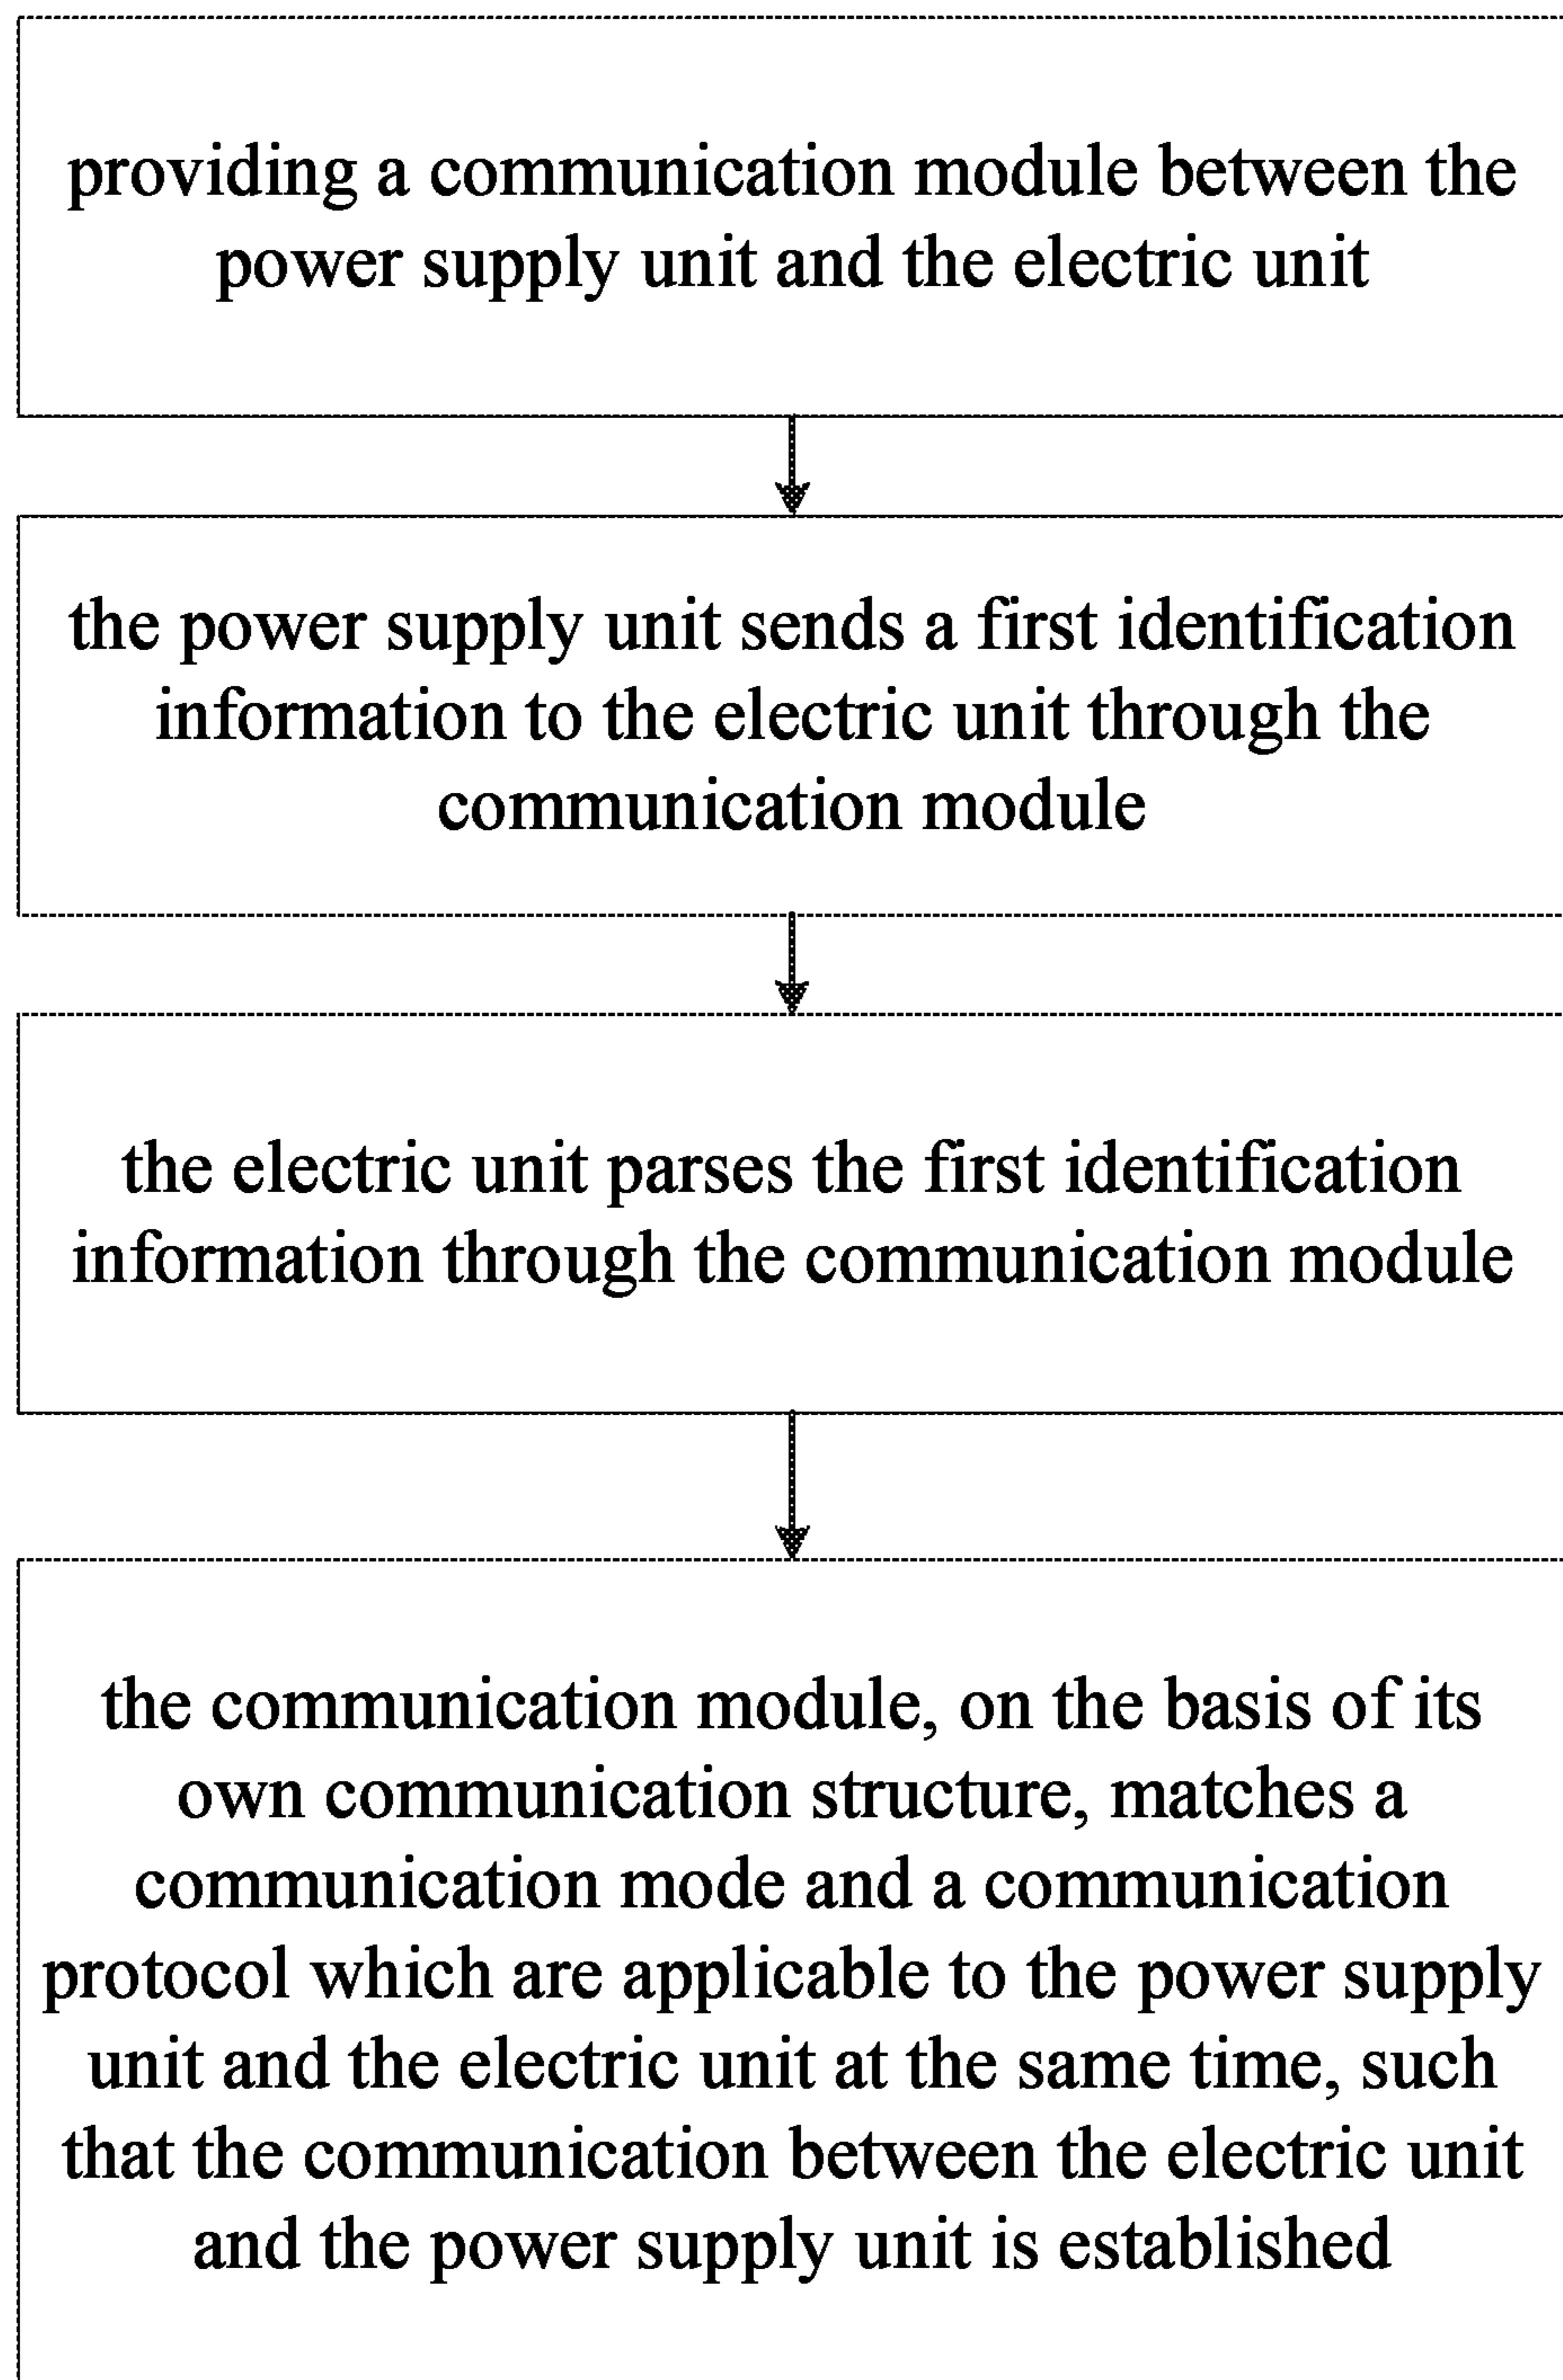 providing a communication module between the
power supply unit and the electric unit
the power supply unit sends a first identification
information to the electric unit through the
communication module
the electric unit parses the first identification
information through the communication module
the communication module, on the basis of its
own communication structure, matches a
communication mode and a communication
protocol which are applicable to the power supply
unit and the electric unit at the same time, such
that the communication between the electric unit
and the power supply unit is established